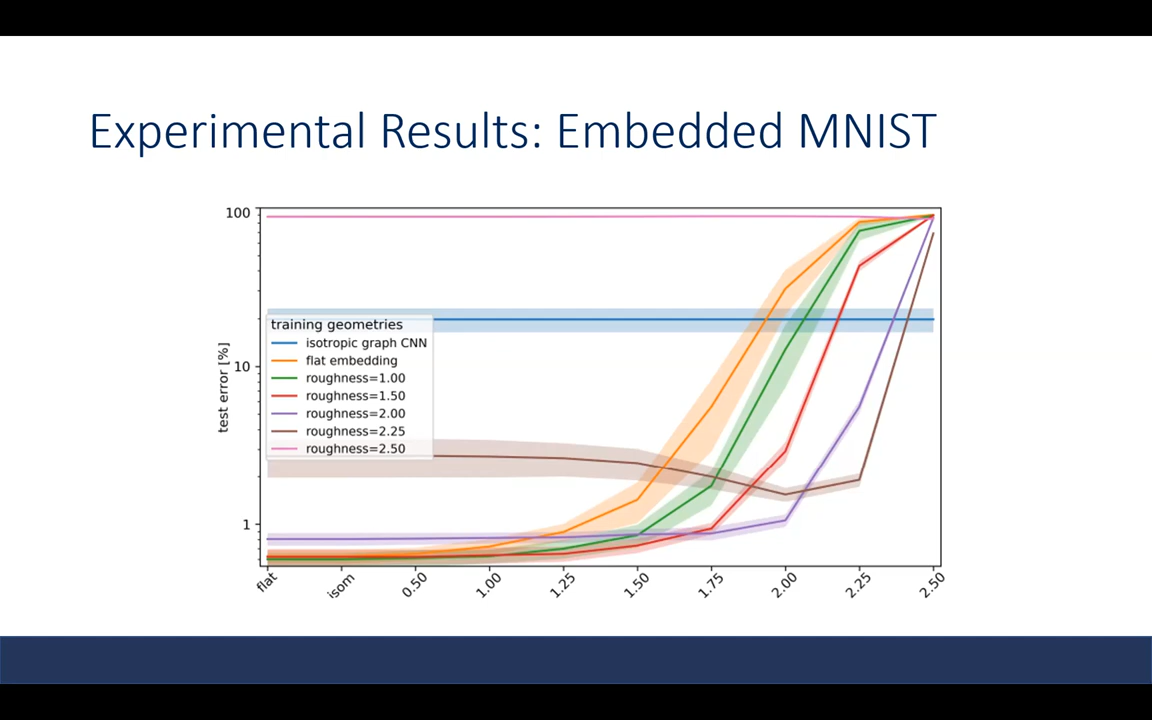 Experimental Results: Embedded MNIST
100
10
1
test error [%]
training geometries
isotropic graph CNN
flat embedding
roughness=1.00
roughness=1.50
roughness=2.00
roughness=2.25
roughness=2.50
flat
isom
0.50
1.00
1.25
1.50
1.75
2.00
2.25
2.50